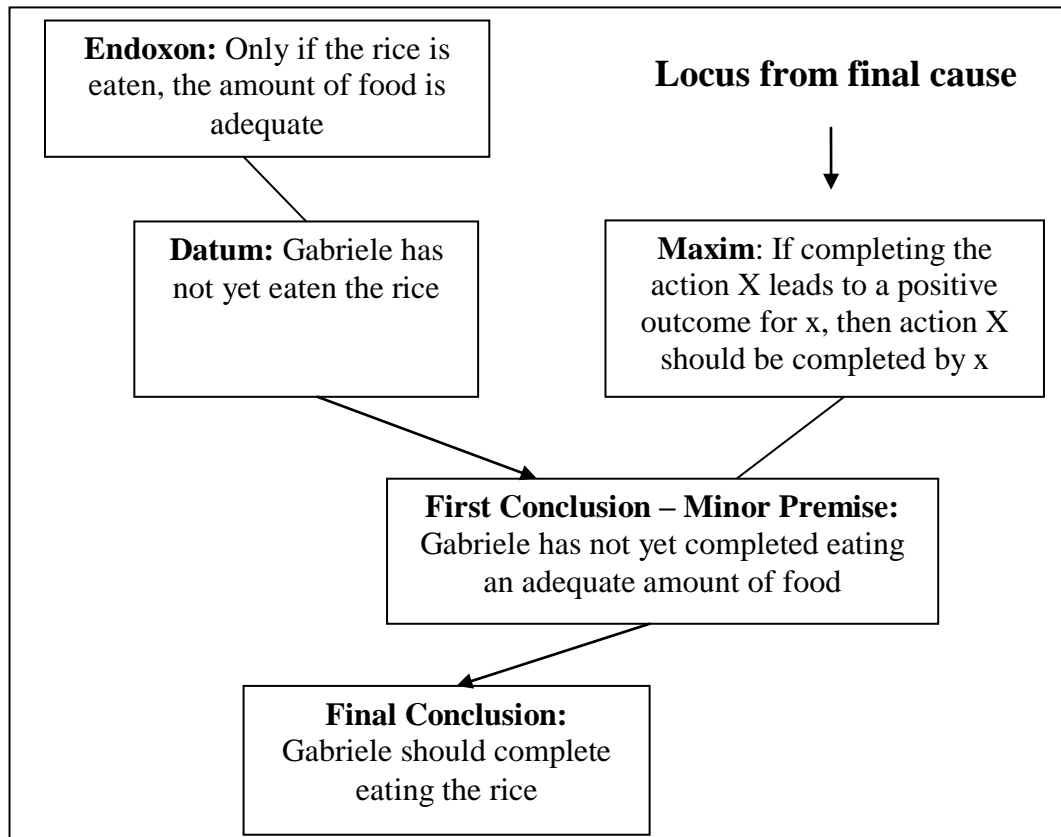 Endoxon: Only if the rice is
eaten, the amount of food is
adequate
Locus from final cause
Datum: Gabriele has
not yet eaten the rice
Maxim: If completing the
action X leads to a positive
outcome for x, then action X
should be completed by x
First Conclusion – Minor Premise:
Gabriele has not yet completed eating
an adequate amount of food
Final Conclusion:
Gabriele should complete
eating the rice